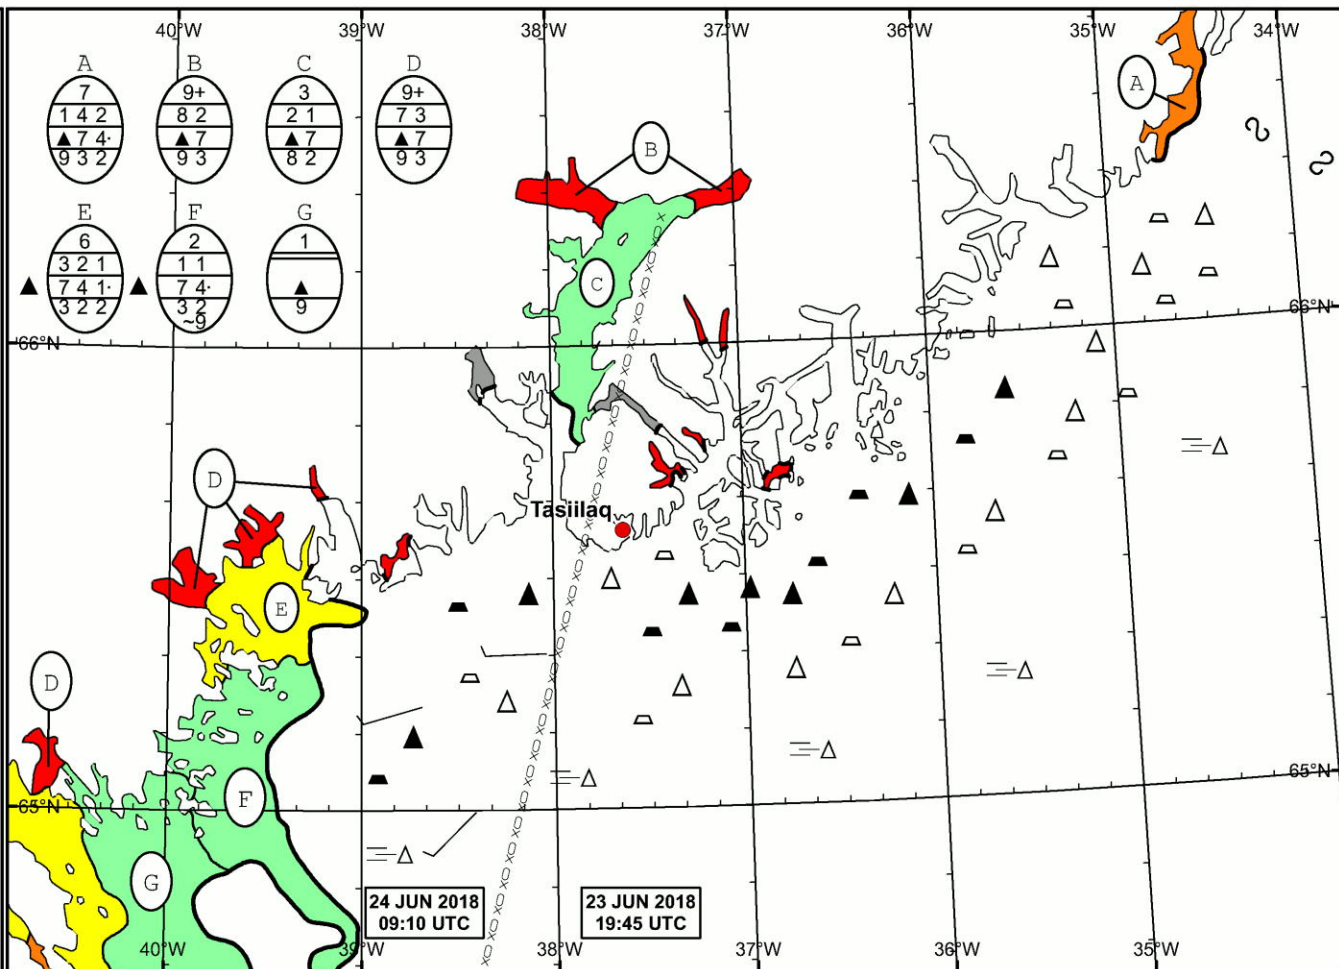 40°W 39°W 38°W 37°W 36°W 35°W 34°W
A B C D
7 9+ 3 9+
1 4 2 8 2 2 1 7 3
▲ 7 4· ▲ 7 ▲ 7 ▲ 7
9 3 2 9 3 8 2 9 3
A
B
E F G
6 2 1
3 2 1 1 1
▲ 7 4 1· ▲ 7 4· ▲
3 2 2 3 2 9
~9
C
66°N 66°N
D
Tasiilaq
E
D
F
65°N 65°N
G
24 JUN 2018
09:10 UTC
23 JUN 2018
19:45 UTC
40°W 39°W 38°W 37°W 36°W 35°W